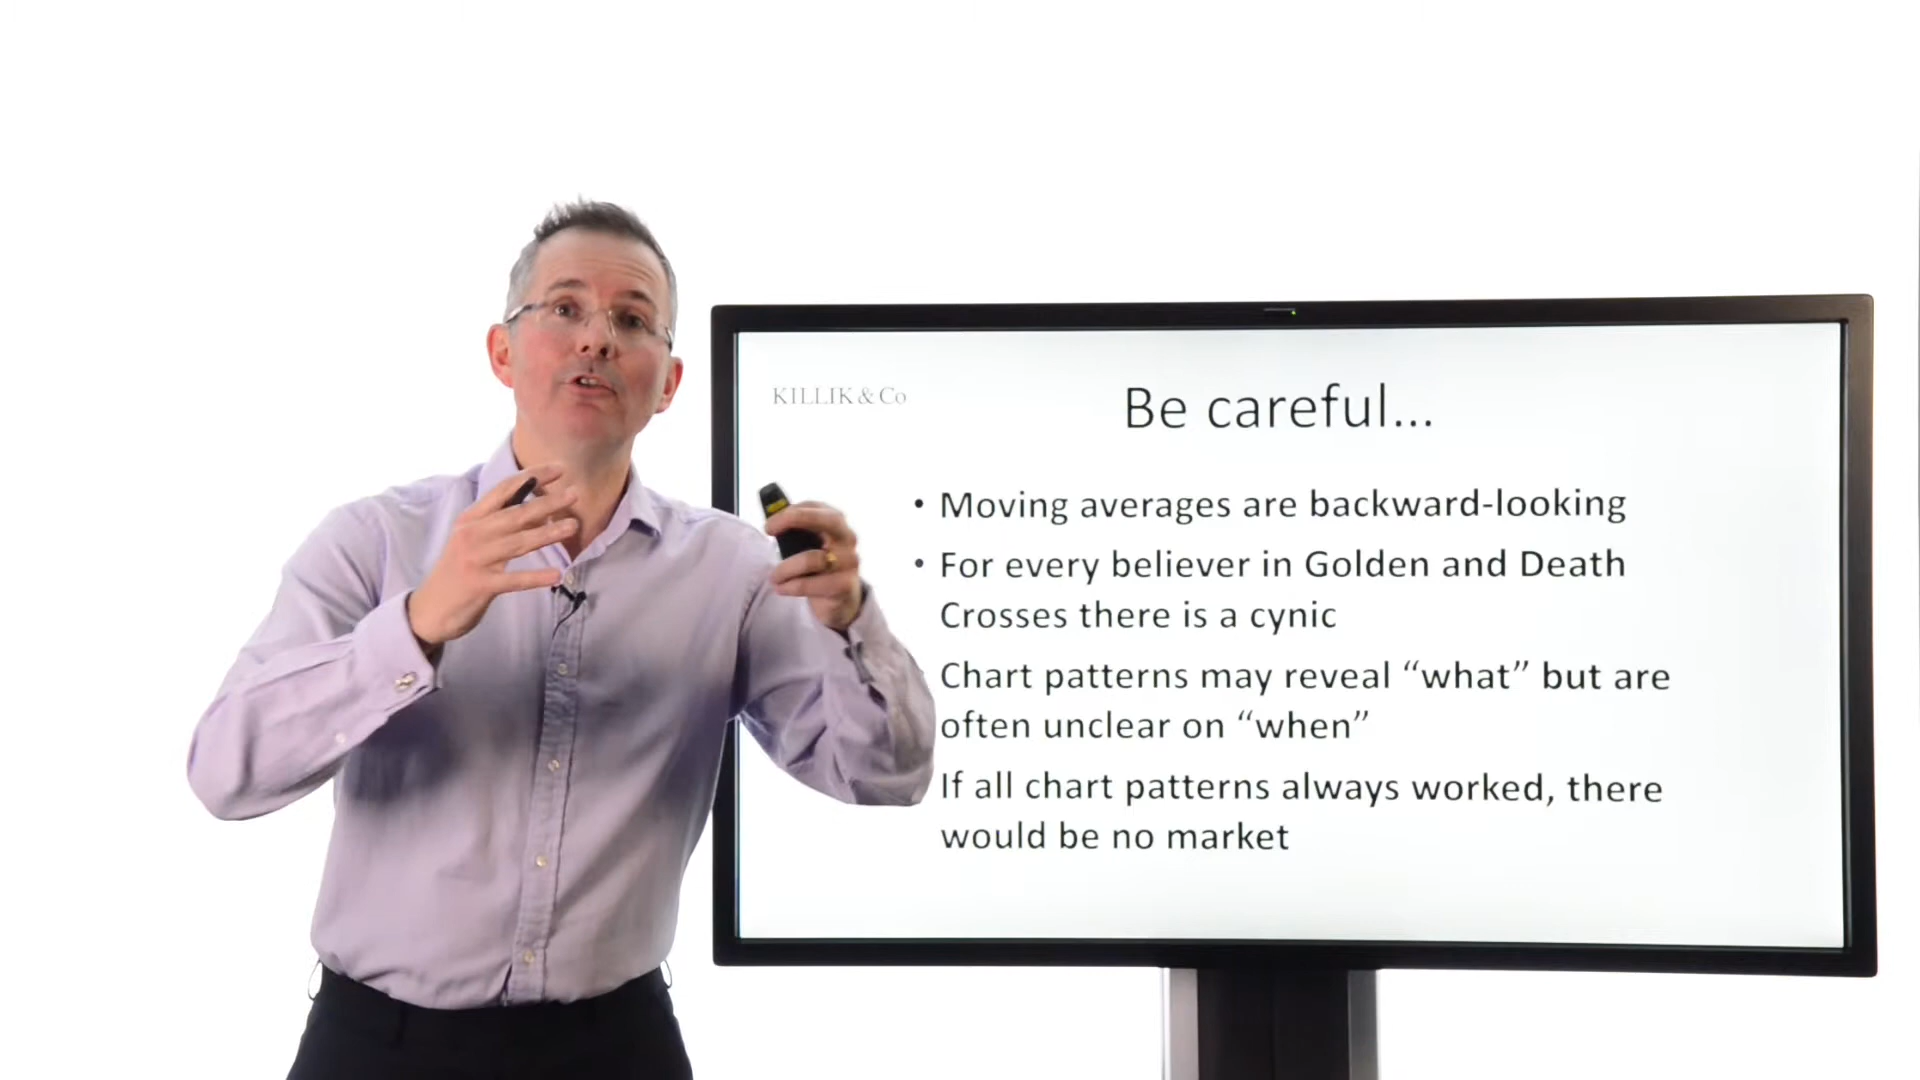 KILLIK & Co
Be careful...
• Moving averages are backward-looking
• For every believer in Golden and Death
Crosses there is a cynic
Chart patterns may reveal “what” but are
often unclear on “when”
If all chart patterns always worked, there
would be no market